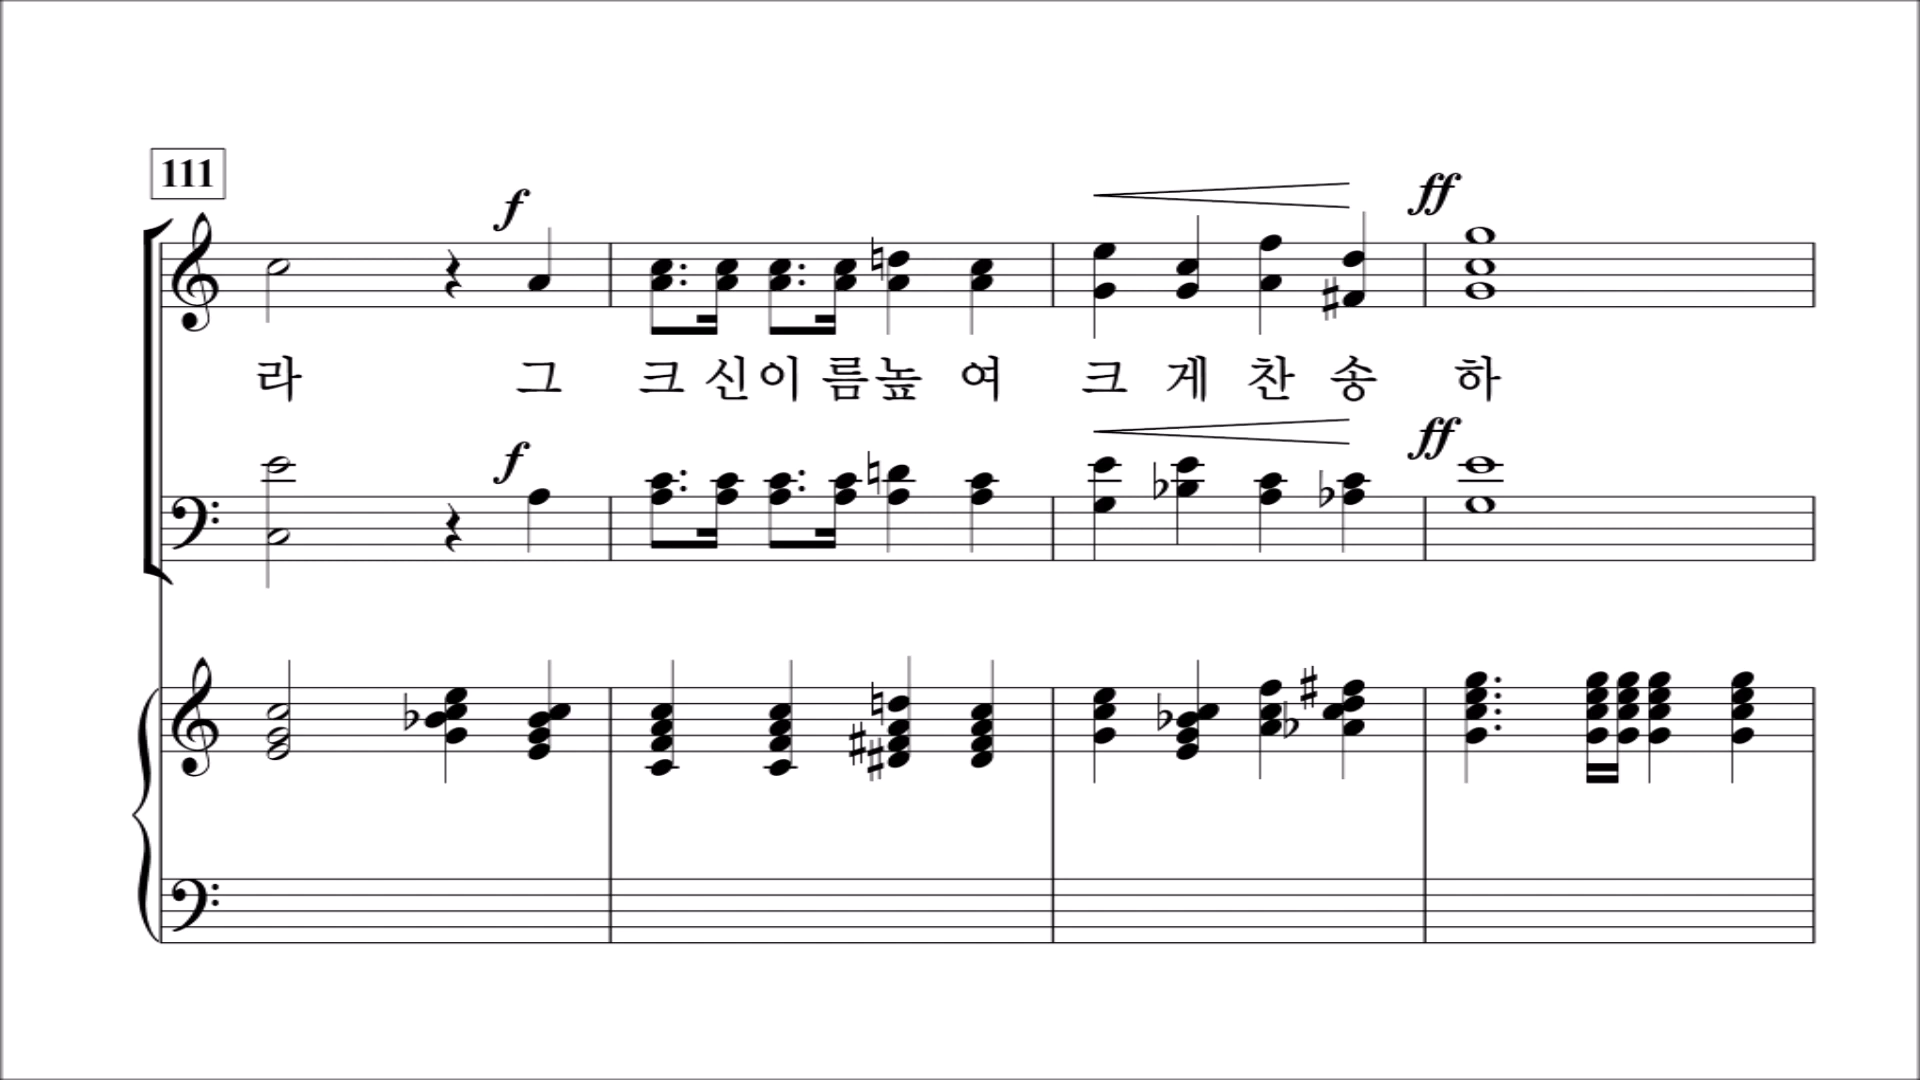 111
f
ff
라 그 크 신 이 름 높 여 크 게 찬 송 하
f
ff